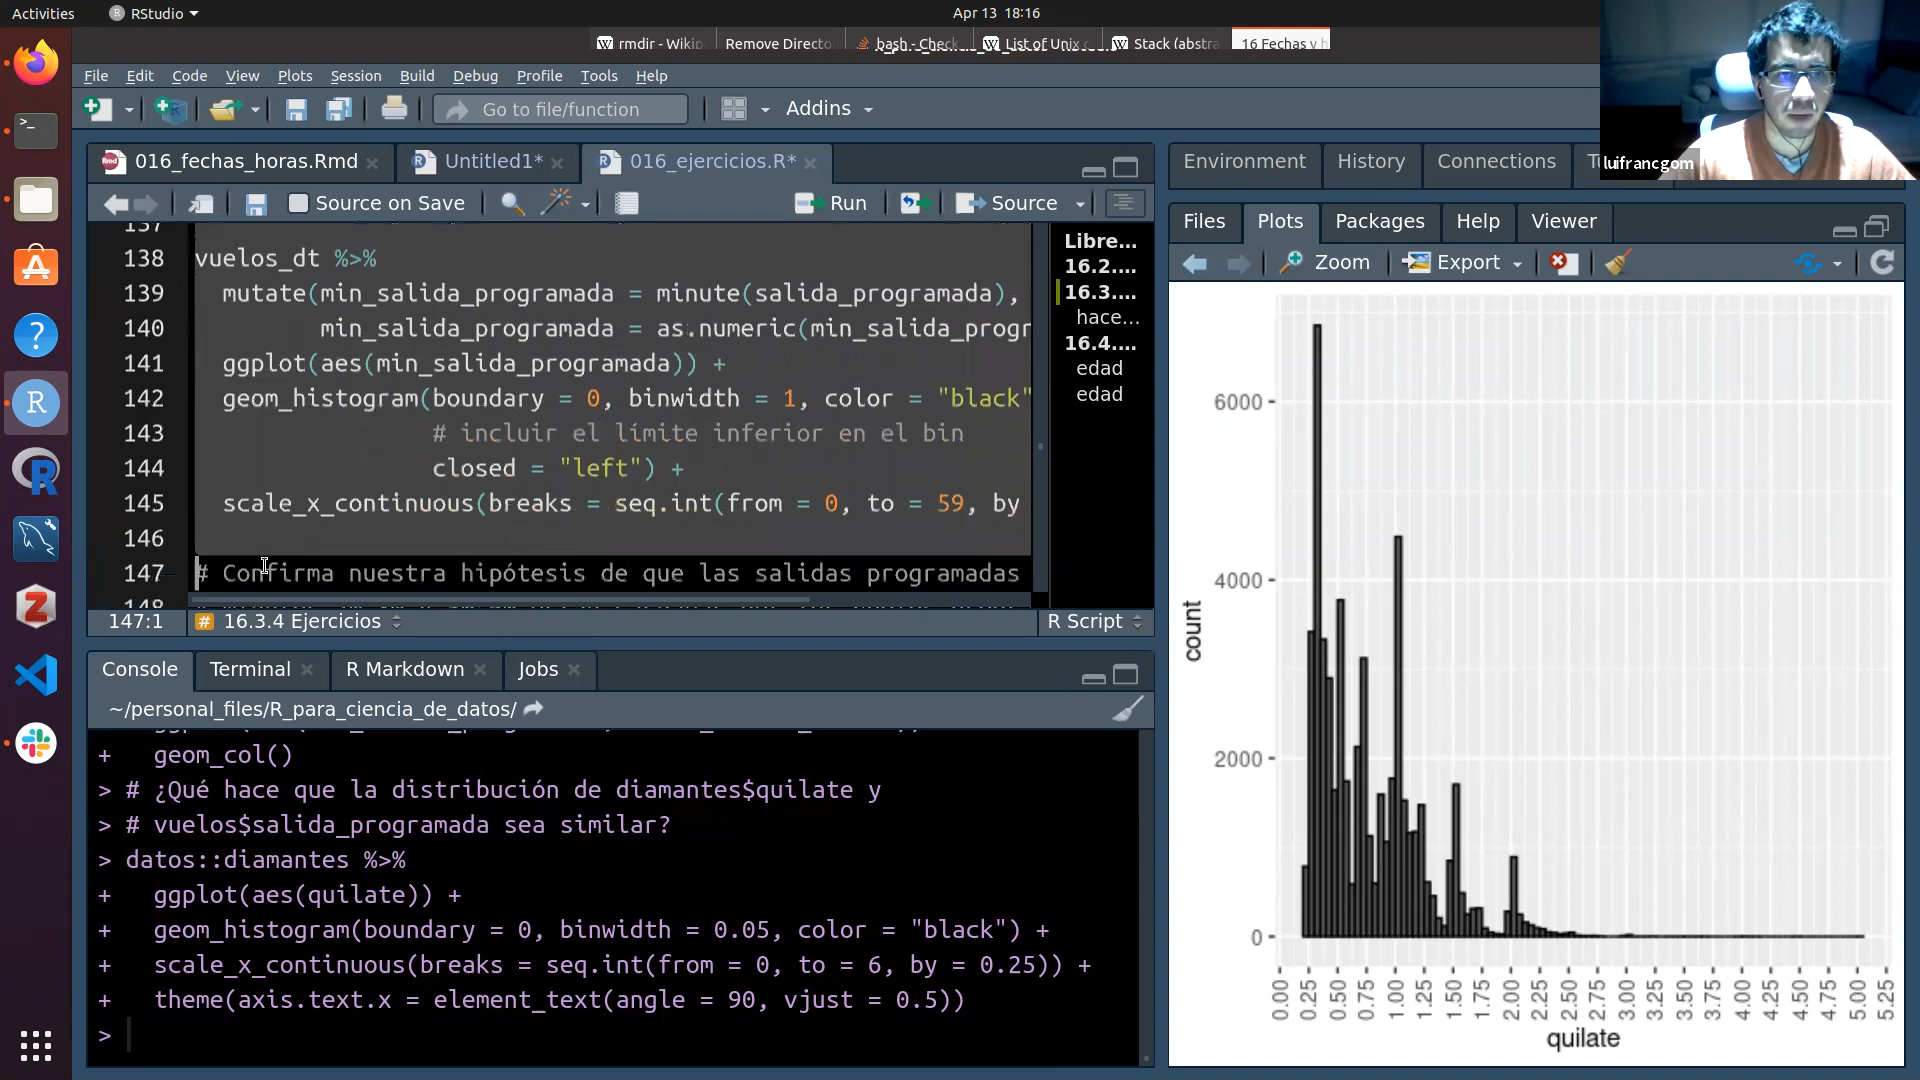 Activities
RStudio
Apr 13 18:16
rmdir - Wikip
Remove Directo
bash - Check
List of Unix c
Stack (abstra
16 Fechas y h
File Edit Code View Plots Session Build Debug Profile Tools Help
Go to file/function
Addins
luifrancgom
016_fechas_horas.Rmd
Untitled1*
016_ejercicios.R*
Source on Save
Run
Source
137
138 vuelos_dt %>%
139 mutate(min_salida_programada = minute(salida_programada),
140 min_salida_programada = as.numeric(min_salida_progr
141 ggplot(aes(min_salida_programada)) +
142 geom_histogram(boundary = 0, binwidth = 1, color = "black"
143 # incluir el límite inferior en el bin
144 closed = "left") +
145 scale_x_continuous(breaks = seq.int(from = 0, to = 59, by
146
147 # Confirma nuestra hipótesis de que las salidas programadas
148
Libre...
16.2....
16.3....
hace...
16.4....
edad
edad
147:1
# 16.3.4 Ejercicios
R Script
Console Terminal R Markdown Jobs
~/personal_files/R_para_ciencia_de_datos/
+ geom_col()
> # ¿Qué hace que la distribución de diamantes$quilate y
> # vuelos$salida_programada sea similar?
> datos::diamantes %>%
+ ggplot(aes(quilate)) +
+ geom_histogram(boundary = 0, binwidth = 0.05, color = "black") +
+ scale_x_continuous(breaks = seq.int(from = 0, to = 6, by = 0.25)) +
+ theme(axis.text.x = element_text(angle = 90, vjust = 0.5))
>
Environment History Connections
Files Plots Packages Help Viewer
Zoom
Export
6000
4000
2000
0
count
0.00
0.25
0.50
0.75
1.00
1.25
1.50
1.75
2.00
2.25
2.50
2.75
3.00
3.25
3.50
3.75
4.00
4.25
4.50
4.75
5.00
5.25
quilate